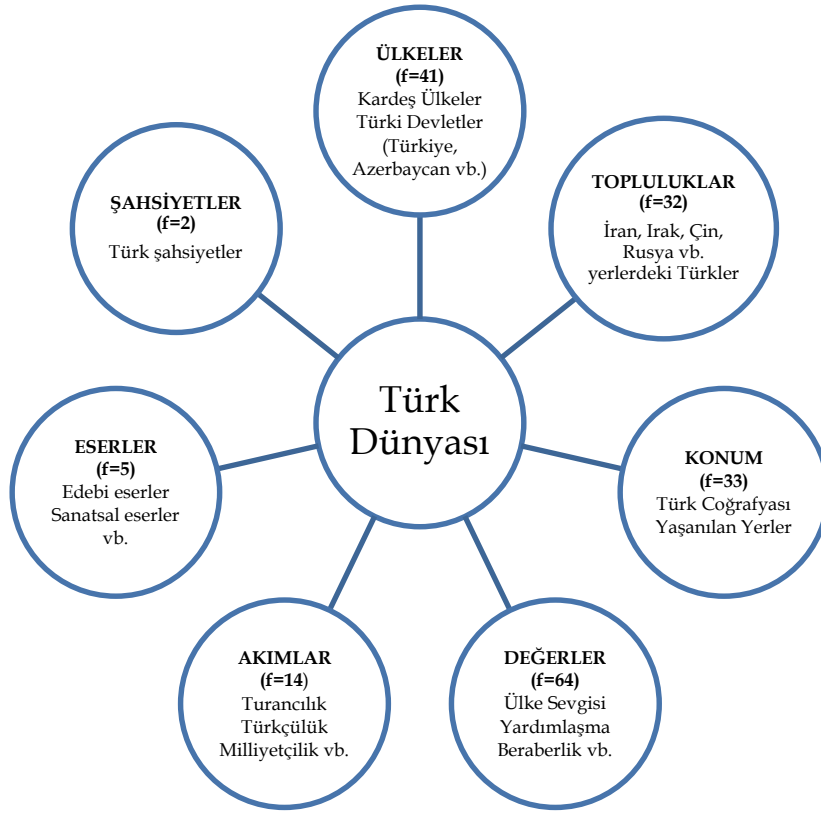 ÜLKELER
(f=41)
Kardeş Ülkeler
Türki Devletler
(Türkiye,
Azerbaycan vb.)
TOPLULUKLAR
(f=32)
İran, Irak, Çin,
Rusya vb.
yerlerdeki Türkler
KONUM
(f=33)
Türk Coğrafyası
Yaşanılan Yerler
DEĞERLER
(f=64)
Ülke Sevgisi
Yardımlaşma
Beraberlik vb.
AKIMLAR
(f=14)
Turancılık
Türkçülük
Milliyetçilik vb.
ESERLER
(f=5)
Edebi eserler
Sanatsal eserler
vb.
ŞAHSİYETLER
(f=2)
Türk şahsiyetler
Türk
Dünyası